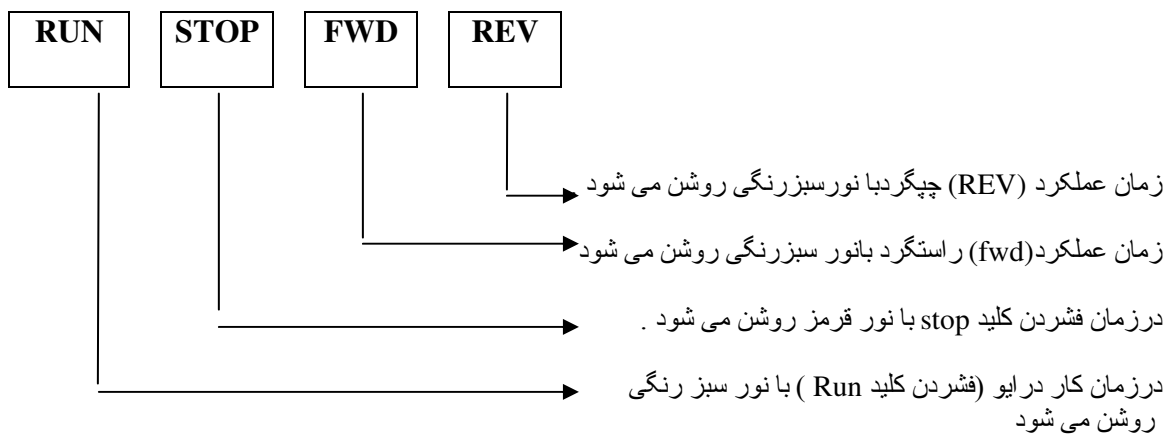 RUN STOP FWD REV
زمان عملکرد (REV) چپگردبا نورسبزرنگی روشن می شود
زمان عملکرد(fwd) راستگرد بانور سبزرنگی روشن می شود
درزمان فشردن کلید stop با نور قرمز روشن می شود .
درزمان کار درایو (فشردن کلید Run ) با نور سبز رنگی
روشن می شود